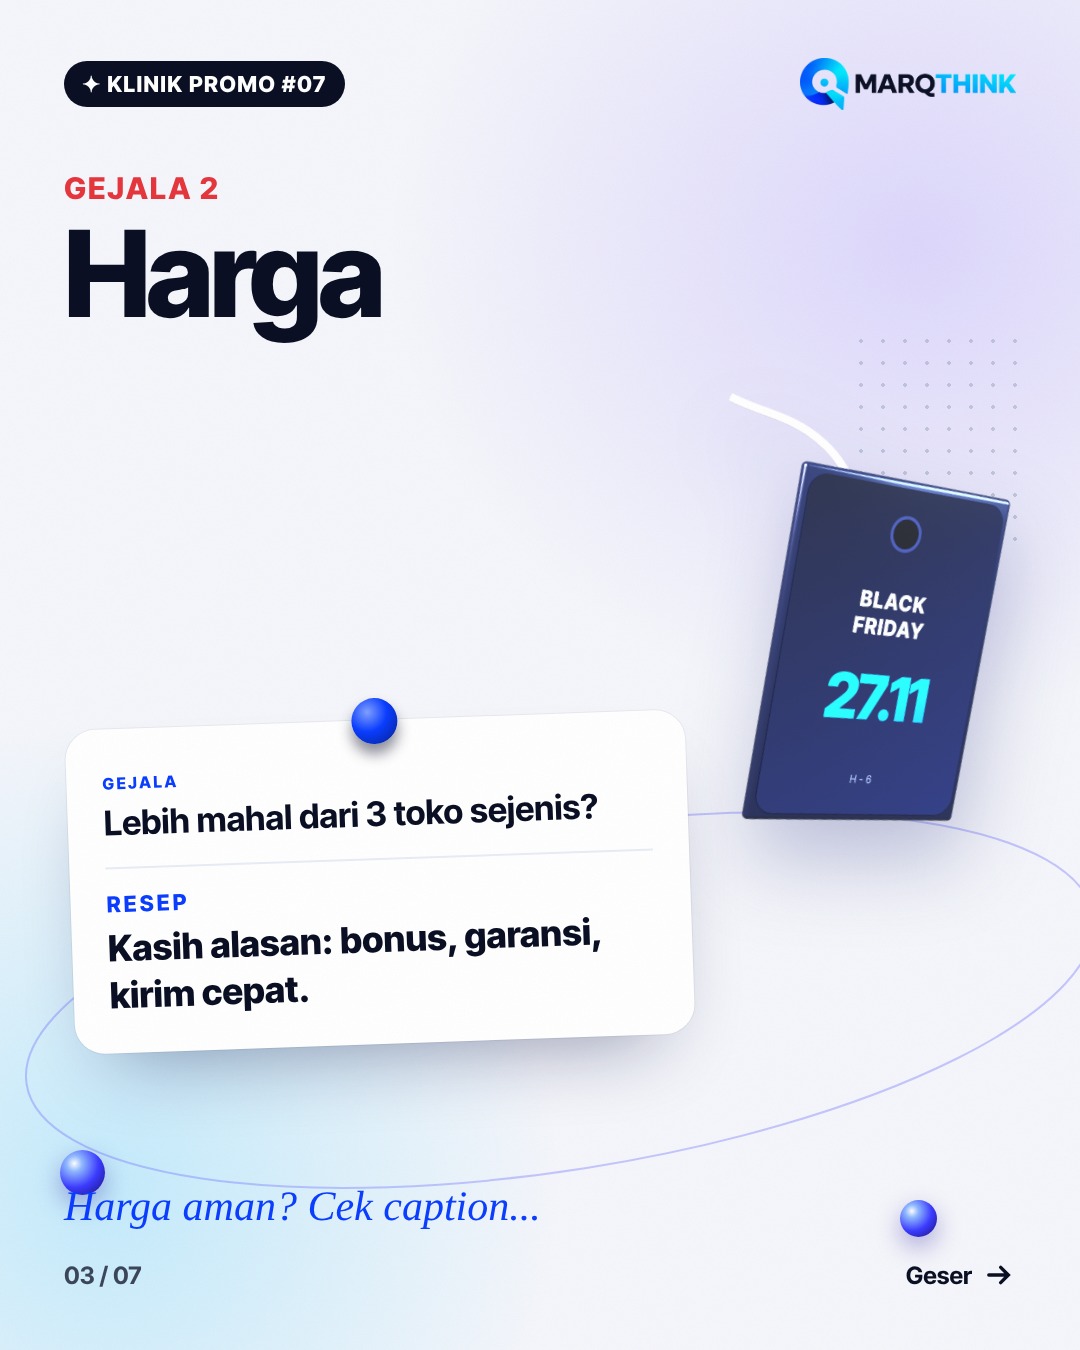 ✦ KLINIK PROMO #07
MARQTHINK
GEJALA 2
Harga
BLACK
FRIDAY
27.11
H-6
GEJALA
Lebih mahal dari 3 toko sejenis?
RESEP
Kasih alasan: bonus, garansi,
kirim cepat.
Harga aman? Cek caption...
03 / 07
Geser →